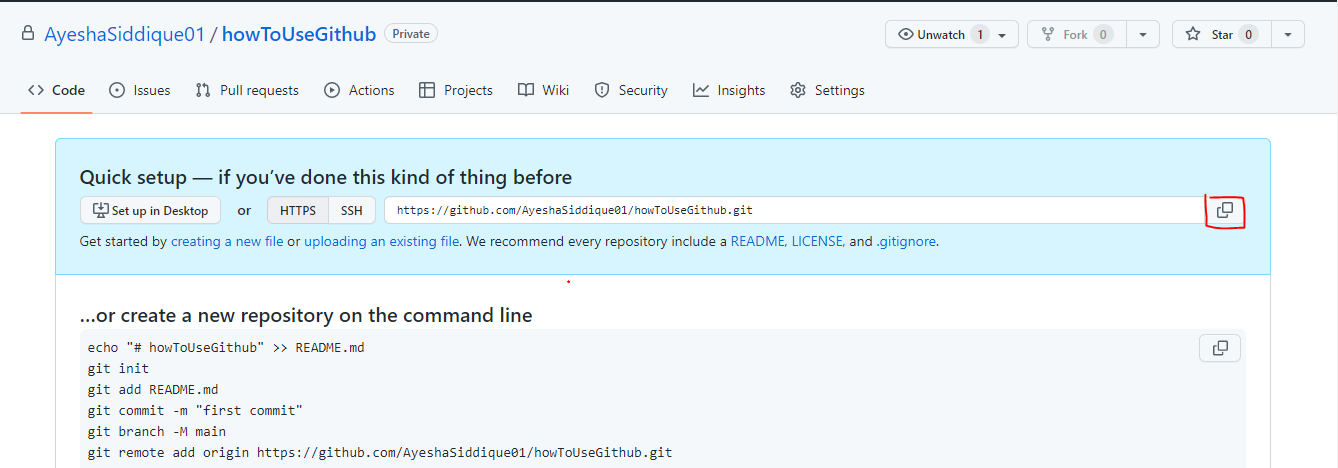 AyeshaSiddique01 / howToUseGithub Private
Unwatch 1 Fork 0 Star 0
Code Issues Pull requests Actions Projects Wiki Security Insights Settings
Quick setup — if you’ve done this kind of thing before
Set up in Desktop or HTTPS SSH https://github.com/AyeshaSiddique01/howToUseGithub.git
Get started by creating a new file or uploading an existing file. We recommend every repository include a README, LICENSE, and .gitignore.
...or create a new repository on the command line
echo "# howToUseGithub" >> README.md
git init
git add README.md
git commit -m "first commit"
git branch -M main
git remote add origin https://github.com/AyeshaSiddique01/howToUseGithub.git